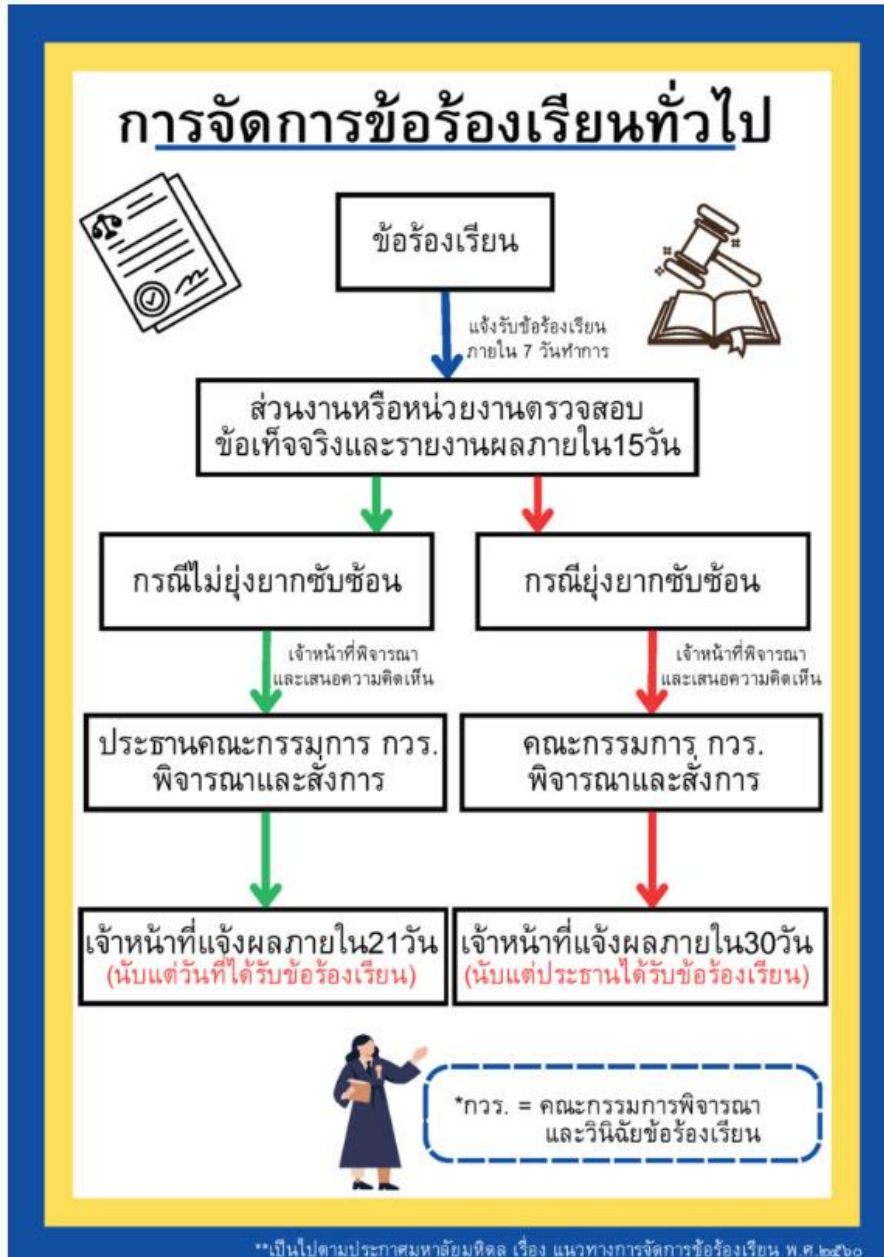 การจัดการข้อร้องเรียนทั่วไป
ข้อร้องเรียน
แจ้งรับข้อร้องเรียน
ภายใน 7 วันทำการ
ส่วนงานหรือหน่วยงานตรวจสอบ
ข้อเท็จจริงและรายงานผลภายใน15วัน
กรณีไม่ยุ่งยากซับซ้อน
กรณียุ่งยากซับซ้อน
เจ้าหน้าที่พิจารณา
และเสนอความคิดเห็น
เจ้าหน้าที่พิจารณา
และเสนอความคิดเห็น
ประธานคณะกรรมการ กวร.
พิจารณาและสั่งการ
คณะกรรมการ กวร.
พิจารณาและสั่งการ
เจ้าหน้าที่แจ้งผลภายใน21วัน
(นับแต่วันที่ได้รับข้อร้องเรียน)
เจ้าหน้าที่แจ้งผลภายใน30วัน
(นับแต่ประธานได้รับข้อร้องเรียน)
*กวร. = คณะกรรมการพิจารณา
และวินิฉัยข้อร้องเรียน
**เป็นไปตามประกาศมหาลัยมหิดล เรื่อง แนวทางการจัดการข้อร้องเรียน พ.ศ.๒๕๖๐